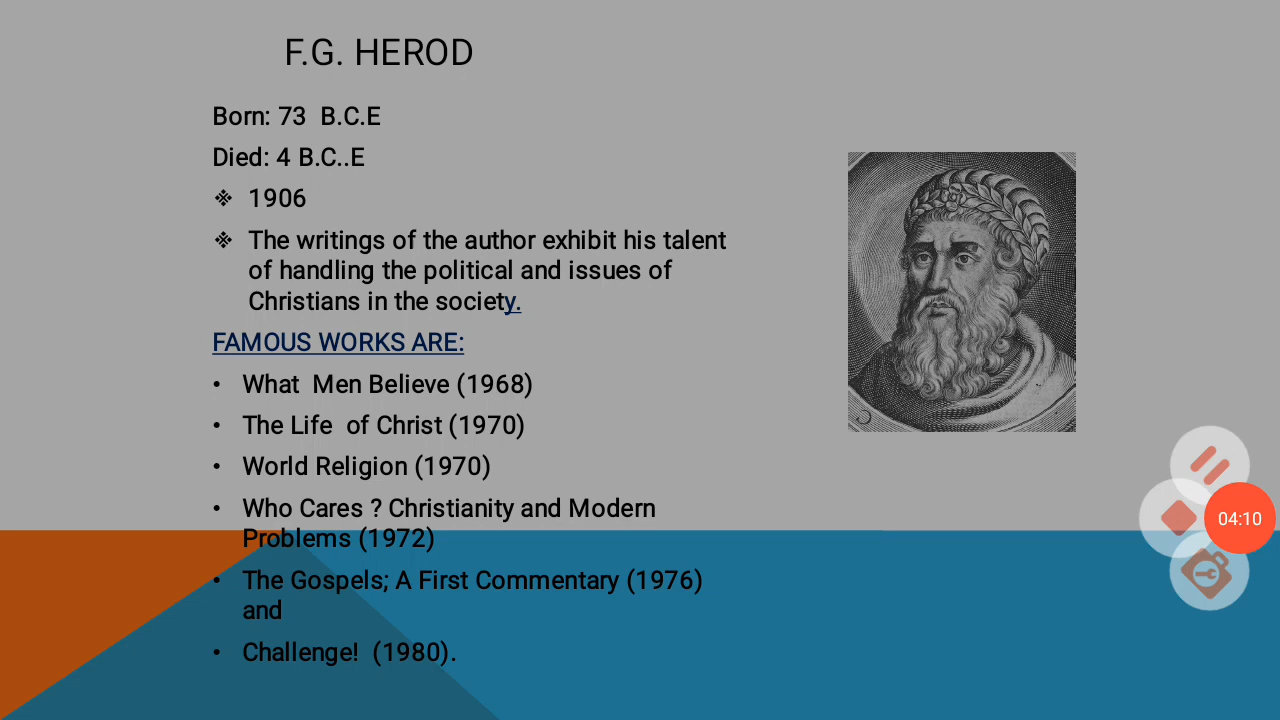 F.G. HEROD
Born: 73 B.C.E
Died: 4 B.C..E
❖ 1906
❖ The writings of the author exhibit his talent
of handling the political and issues of
Christians in the society.
FAMOUS WORKS ARE:
• What Men Believe (1968)
• The Life of Christ (1970)
• World Religion (1970)
• Who Cares ? Christianity and Modern
Problems (1972)
• The Gospels; A First Commentary (1976)
and
• Challenge! (1980).
04:10